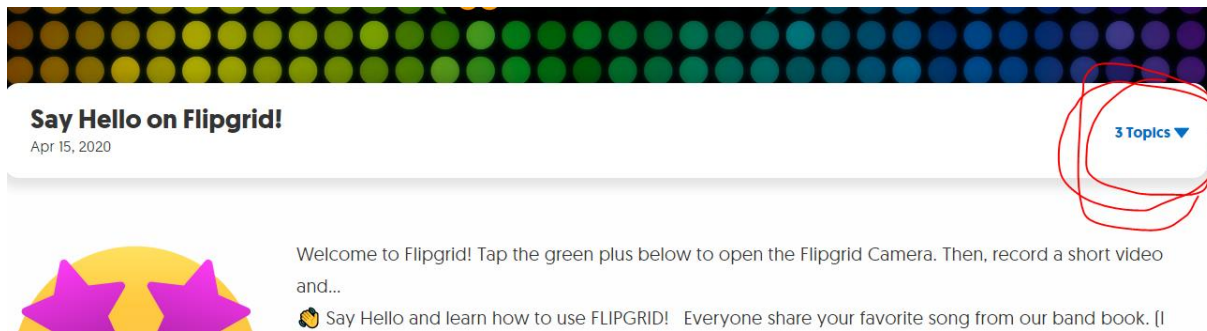 Say Hello on Flipgrid!
Apr 15, 2020
3 Topics
Welcome to Flipgrid! Tap the green plus below to open the Flipgrid Camera. Then, record a short video
and...
👋 Say Hello and learn how to use FLIPGRID! Everyone share your favorite song from our band book. (I